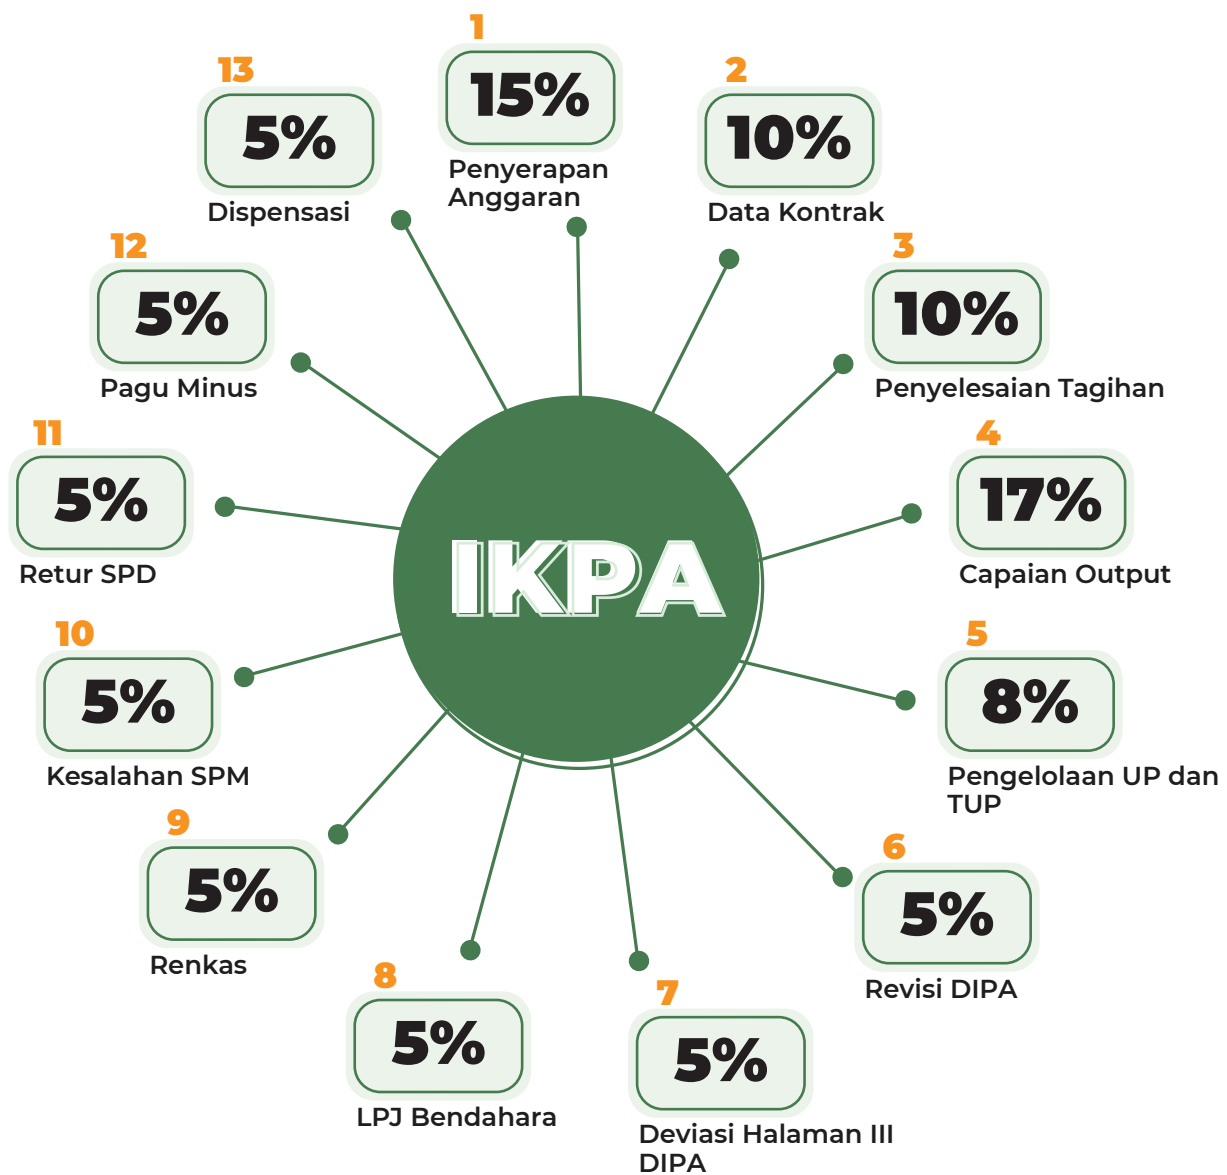 1
15%
Penyerapan
Anggaran
2
10%
Data Kontrak
3
10%
Penyelesaian Tagihan
4
17%
Capaian Output
5
8%
Pengelolaan UP dan
TUP
6
5%
Revisi DIPA
7
5%
Deviasi Halaman III
DIPA
8
5%
LPJ Bendahara
9
5%
Renkas
10
5%
Kesalahan SPM
11
5%
Retur SPD
12
5%
Pagu Minus
13
5%
Dispensasi
IKPA